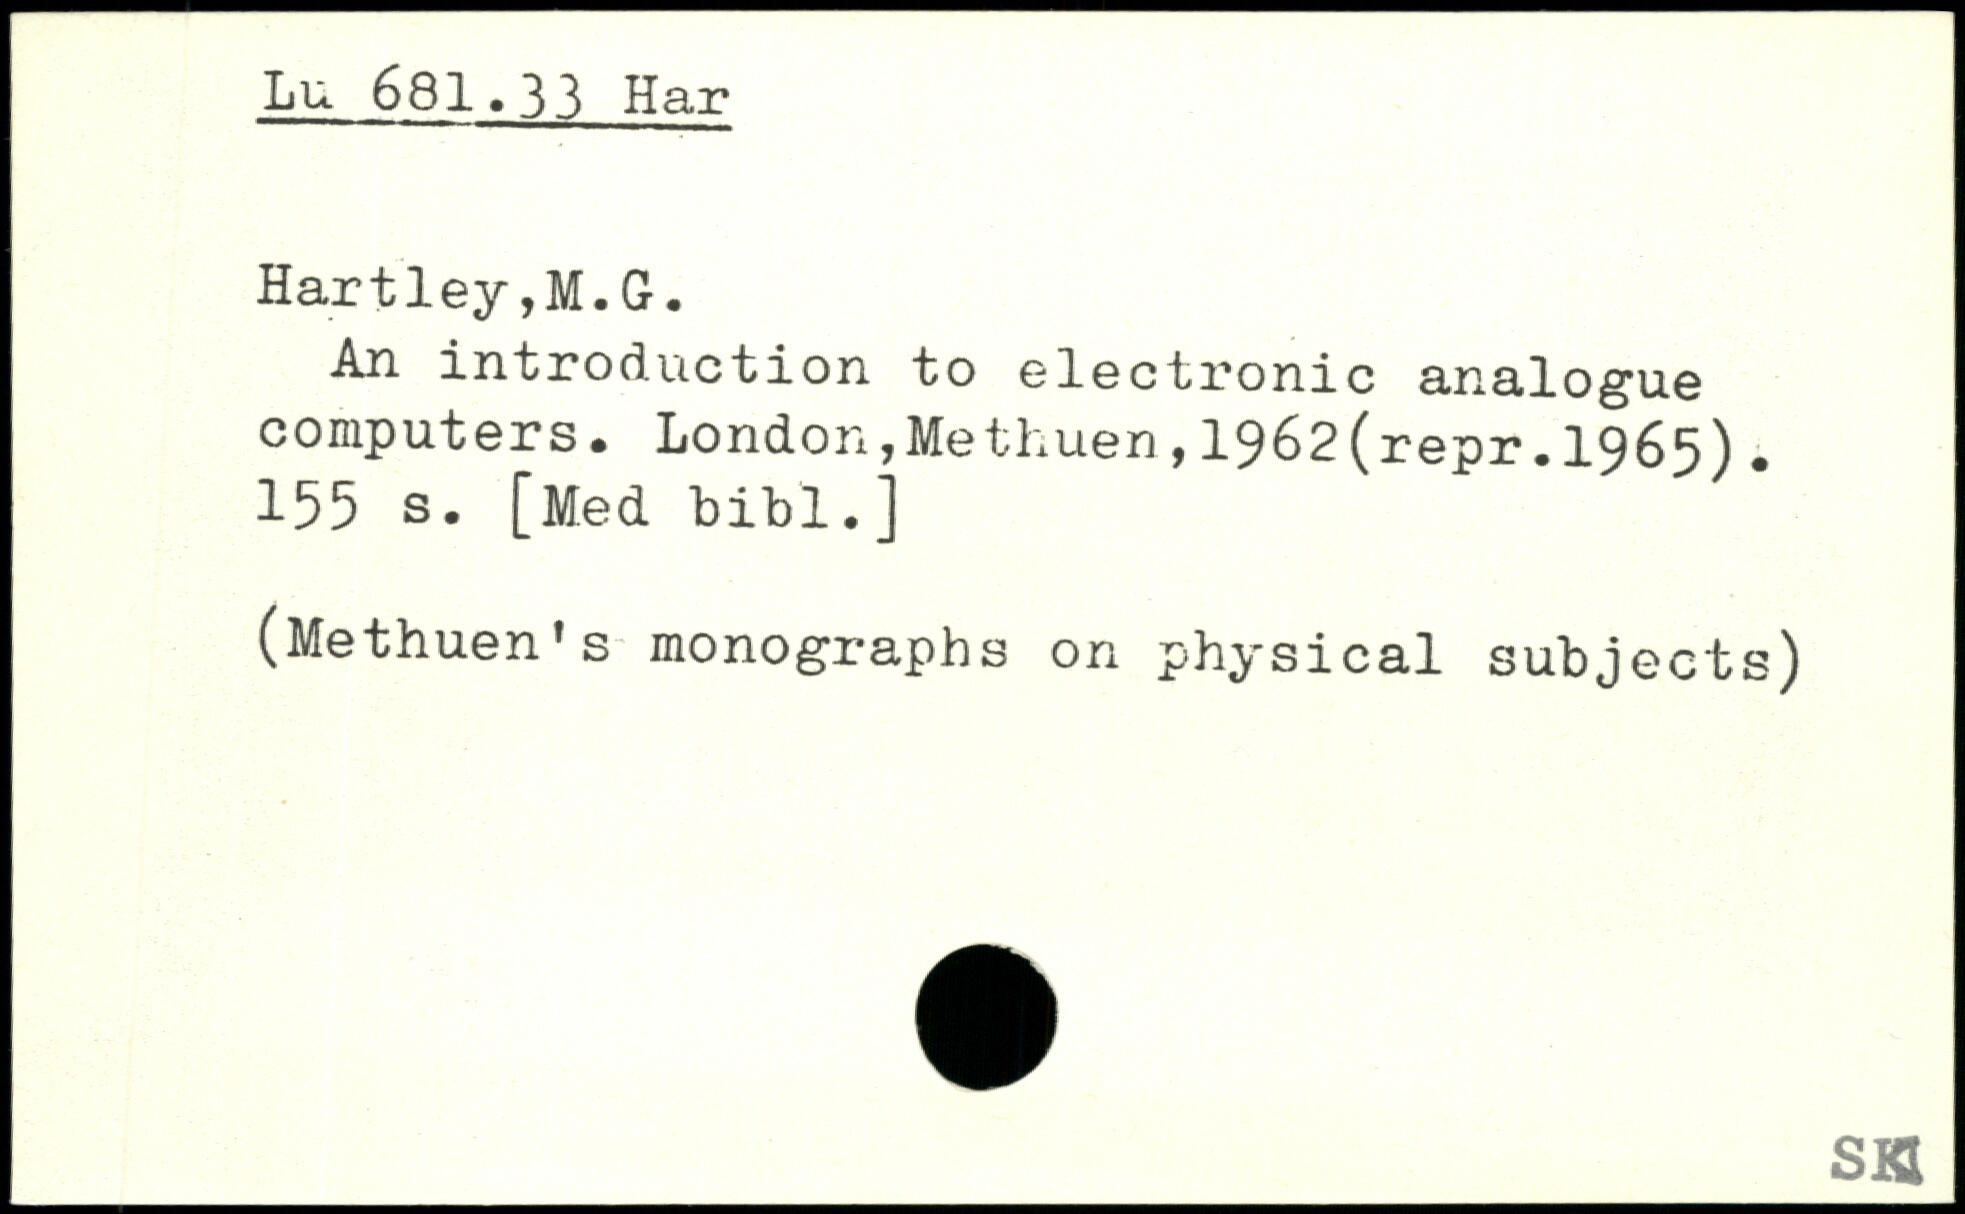 Lu 681.33 Har
Hartley,M.G.
An introduction to electronic analogue
computers. London,Methuen,1962(repr.1965).
155 s. [Med bibl.]
(Methuen's monographs on physical subjects)
SK